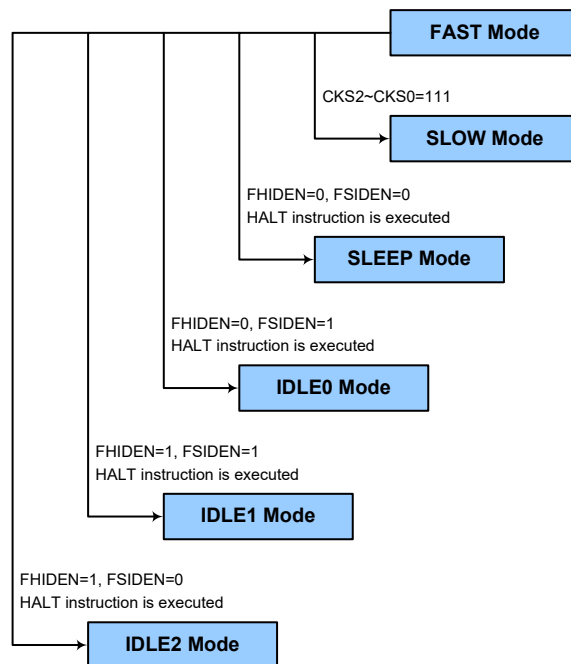 FAST Mode
CKS2~CKS0=111
SLOW Mode
FHIDEN=0, FSIDEN=0
HALT instruction is executed
SLEEP Mode
FHIDEN=0, FSIDEN=1
HALT instruction is executed
IDLE0 Mode
FHIDEN=1, FSIDEN=1
HALT instruction is executed
IDLE1 Mode
FHIDEN=1, FSIDEN=0
HALT instruction is executed
IDLE2 Mode